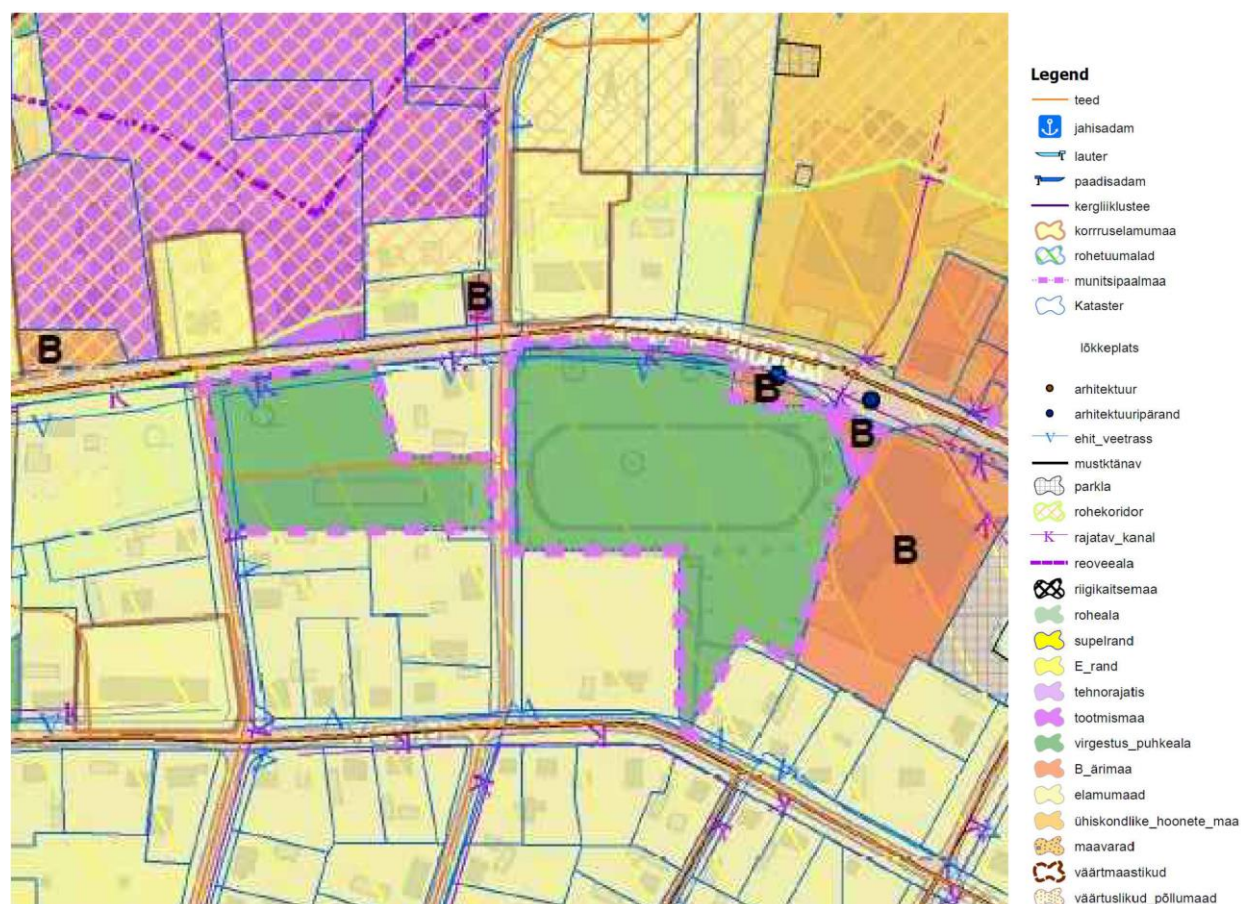 B
B
B
B
B
Legend
teed
jahisadam
lauter
paadisadam
kergliiklustee
korrruselamumaa
rohetuumalad
munitsipaalmaa
Kataster
lõkkeplats
arhitektuur
arhitektuuripärand
V ehit_veetrass
mustktänav
parkla
rohekoridor
K rajatav_kanal
reoveeala
riigikaitsemaa
roheala
supelrand
E_rand
tehnorajatis
tootmismaa
virgestus_puhkeala
B_ärimaa
elamumaad
ühiskondlike_hoonete_maa
maavarad
väärtmaastikud
väärtuslikud_põllumaad